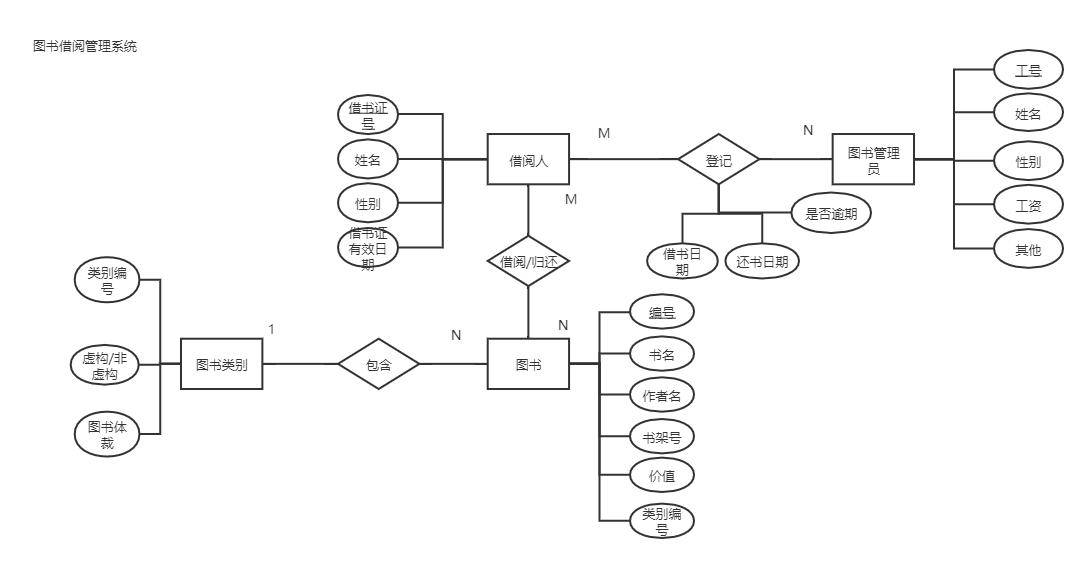 图书借阅管理系统
借书证
号
姓名
性别
借书证
有效日
期
借阅人
M
登记
N
图书管理
员
工号
姓名
性别
工资
其他
是否逾期
借书日
期
还书日期
M
借阅/归还
N
类别编
号
虚构/非
虚构
图书体
裁
图书类别
1
包含
N
图书
编号
书名
作者名
书架号
价值
类别编
号